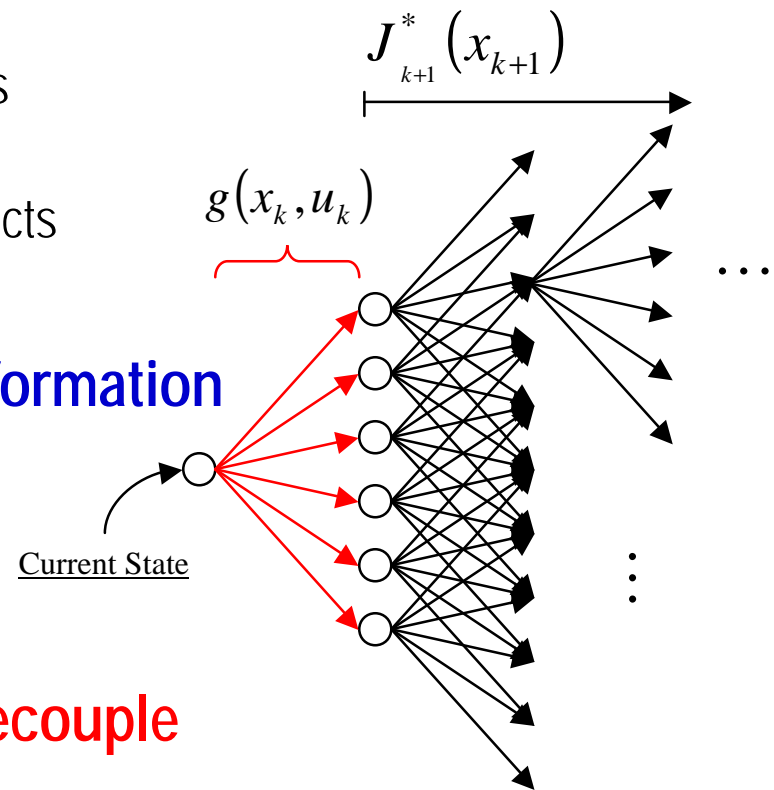 J*k+1(xk+1)
s
cts
g(xk,uk)
...
formation
Current State
⋮
ecouple